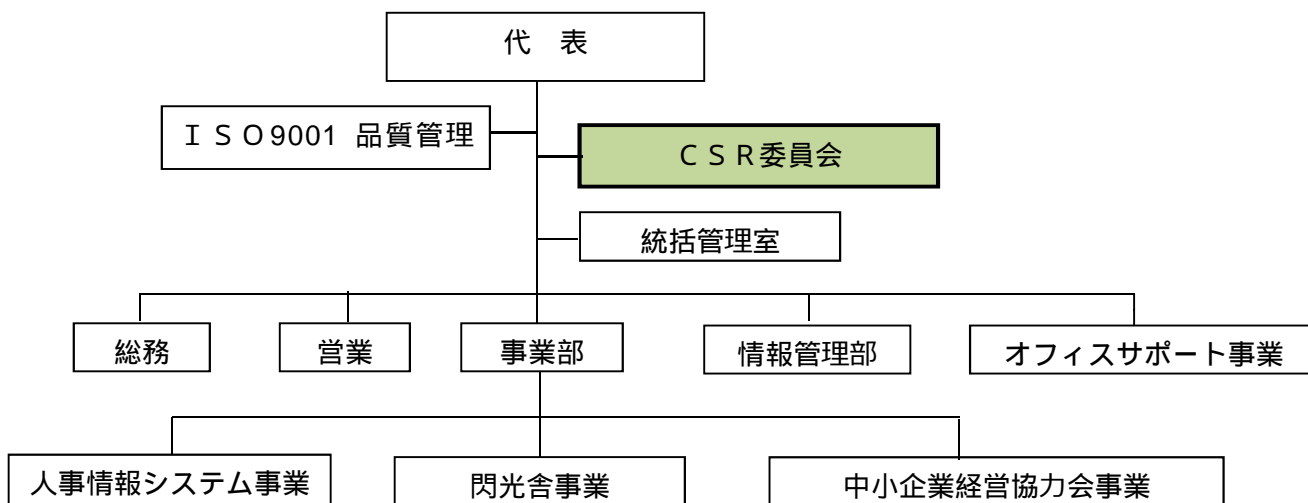 代 表
ＩＳＯ9001 品質管理
ＣＳＲ委員会
統括管理室
総務
営業
事業部
情報管理部
オフィスサポート事業
人事情報システム事業
閃光舎事業
中小企業経営協力会事業